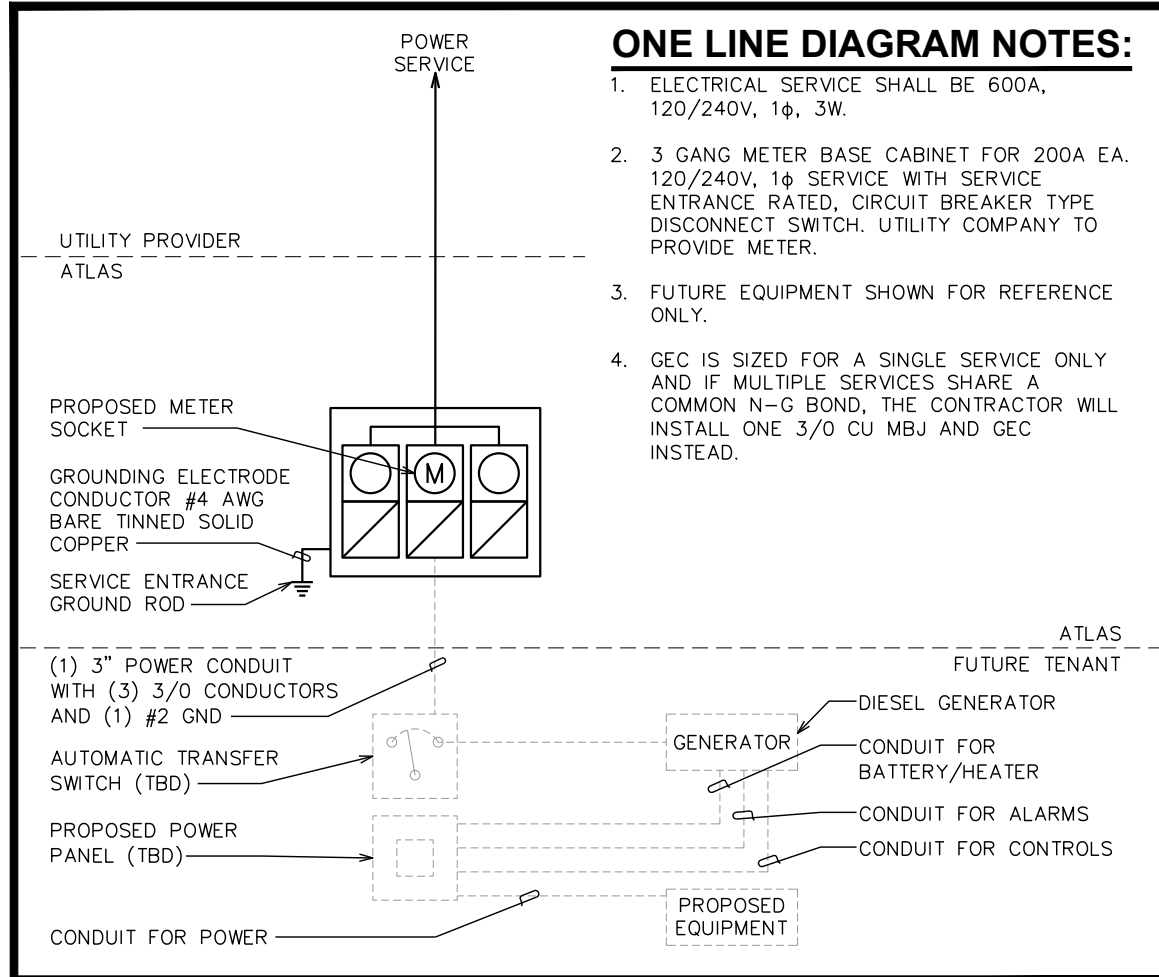 POWER
SERVICE
ONE LINE DIAGRAM NOTES:
1. ELECTRICAL SERVICE SHALL BE 600A,
120/240V, 1ϕ, 3W.
2. 3 GANG METER BASE CABINET FOR 200A EA.
120/240V, 1ϕ SERVICE WITH SERVICE
ENTRANCE RATED, CIRCUIT BREAKER TYPE
DISCONNECT SWITCH. UTILITY COMPANY TO
PROVIDE METER.
3. FUTURE EQUIPMENT SHOWN FOR REFERENCE
ONLY.
4. GEC IS SIZED FOR A SINGLE SERVICE ONLY
AND IF MULTIPLE SERVICES SHARE A
COMMON N-G BOND, THE CONTRACTOR WILL
INSTALL ONE 3/0 CU MBJ AND GEC
INSTEAD.
UTILITY PROVIDER
ATLAS
PROPOSED METER
SOCKET
M
GROUNDING ELECTRODE
CONDUCTOR #4 AWG
BARE TINNED SOLID
COPPER
SERVICE ENTRANCE
GROUND ROD
ATLAS
FUTURE TENANT
(1) 3" POWER CONDUIT
WITH (3) 3/0 CONDUCTORS
AND (1) #2 GND
AUTOMATIC TRANSFER
SWITCH (TBD)
PROPOSED POWER
PANEL (TBD)
CONDUIT FOR POWER
GENERATOR
DIESEL GENERATOR
CONDUIT FOR
BATTERY/HEATER
CONDUIT FOR ALARMS
CONDUIT FOR CONTROLS
PROPOSED
EQUIPMENT